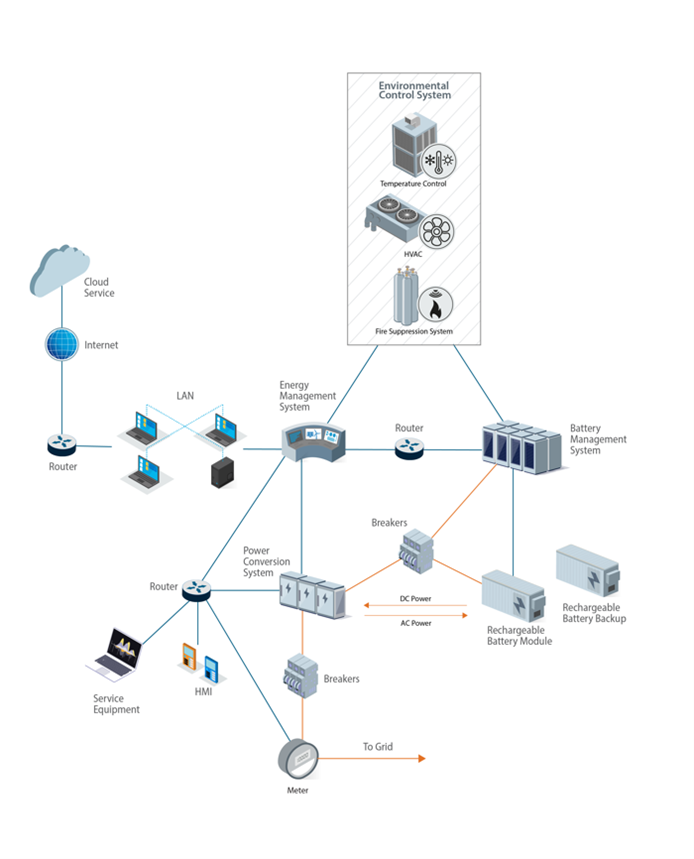 Environmental
Control System
Temperature Control
HVAC
Fire Suppression System
Cloud
Service
Internet
LAN
Router
Energy
Management
System
Router
Battery
Management
System
Breakers
Power
Conversion
System
Router
DC Power
AC Power
Rechargeable
Battery Module
Rechargeable
Battery Backup
Service
Equipment
HMI
Breakers
To Grid
Meter